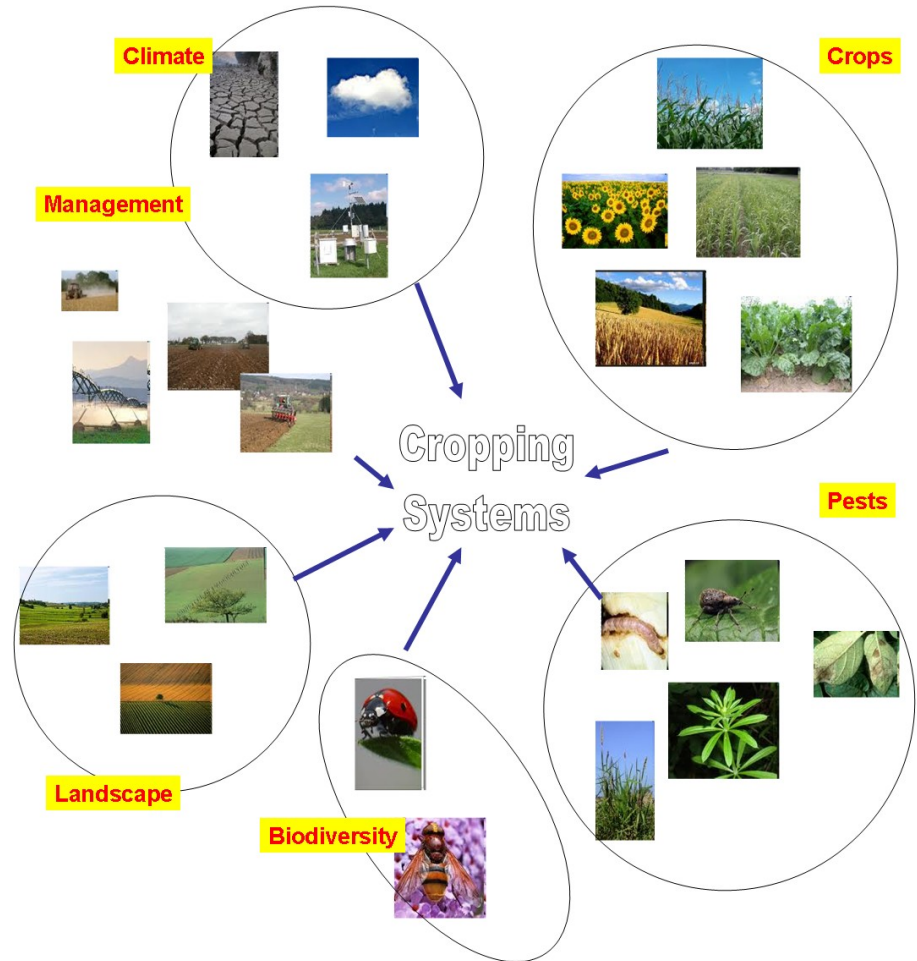 Climate
Crops
Management
Cropping
Systems
Pests
Landscape
Biodiversity